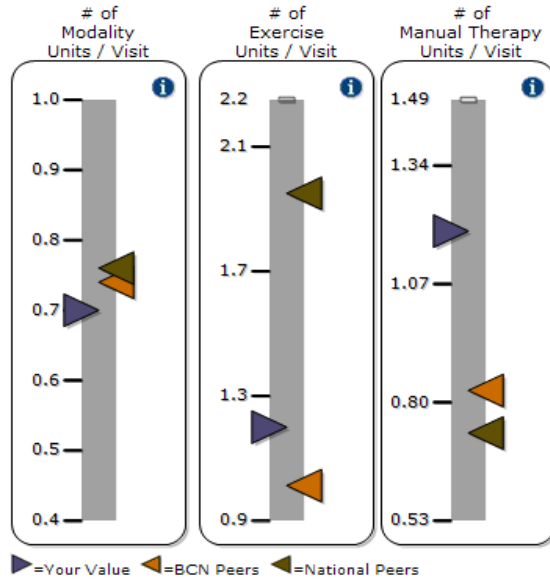 # of
Modality
Units / Visit
# of
Exercise
Units / Visit
# of
Manual Therapy
Units / Visit
i
1.0
0.9
0.8
0.7
0.6
0.5
0.4
i
2.2
2.1
1.7
1.3
0.9
i
1.49
1.34
1.07
0.80
0.53
=Your Value =BCN Peers =National Peers